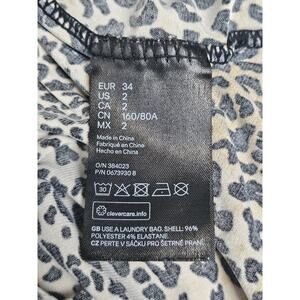 EUR 34
US 2
CA 2
CN 160/80A
MX 2
Made in China
Fabriqué en Chine
Hecho en China
O/N 384023
P/N 0673930 8
30
clevercare.info
GB USE A LAUNDRY BAG. SHELL: 96%
POLYESTER 4% ELASTANE.
CZ PERTE V SÁČKU PRO ŠETRNÉ PRANÍ.